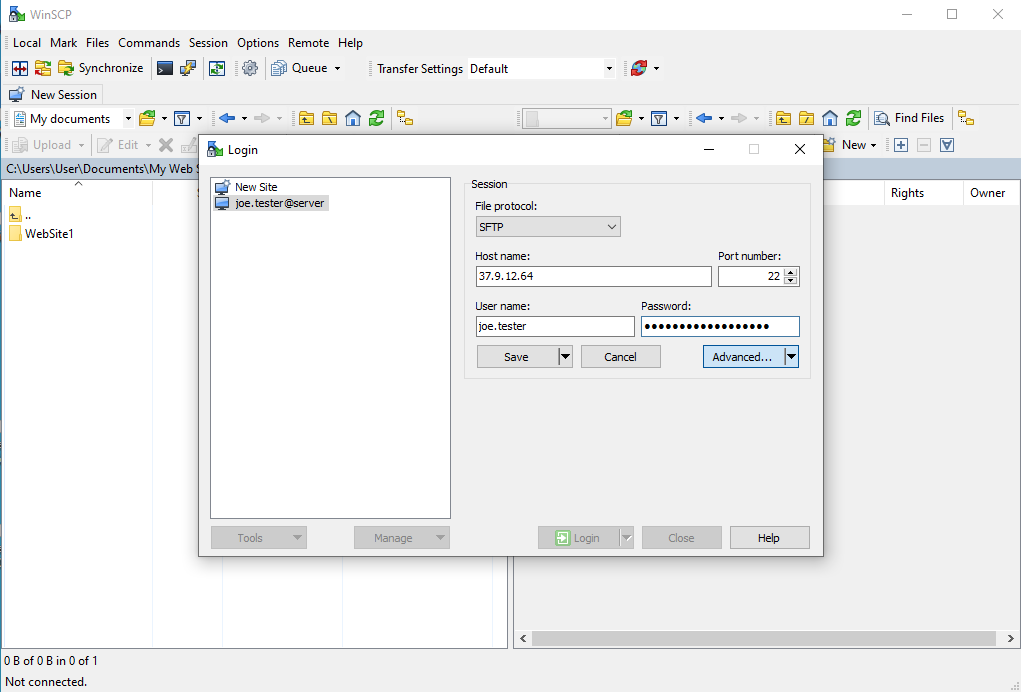 WinSCP
Local Mark Files Commands Session Options Remote Help
Synchronize Queue Transfer Settings Default
New Session
My documents Find Files
Upload Edit New
C:\Users\User\Documents\My Web S
Name Rights Owner
..
WebSite1
Login
New Site
joe.tester@server
Session
File protocol:
SFTP
Host name: Port number:
37.9.12.64 22
User name: Password:
joe.tester ••••••••••••••••••
Save Cancel Advanced...
Tools Manage Login Close Help
0 B of 0 B in 0 of 1
Not connected.